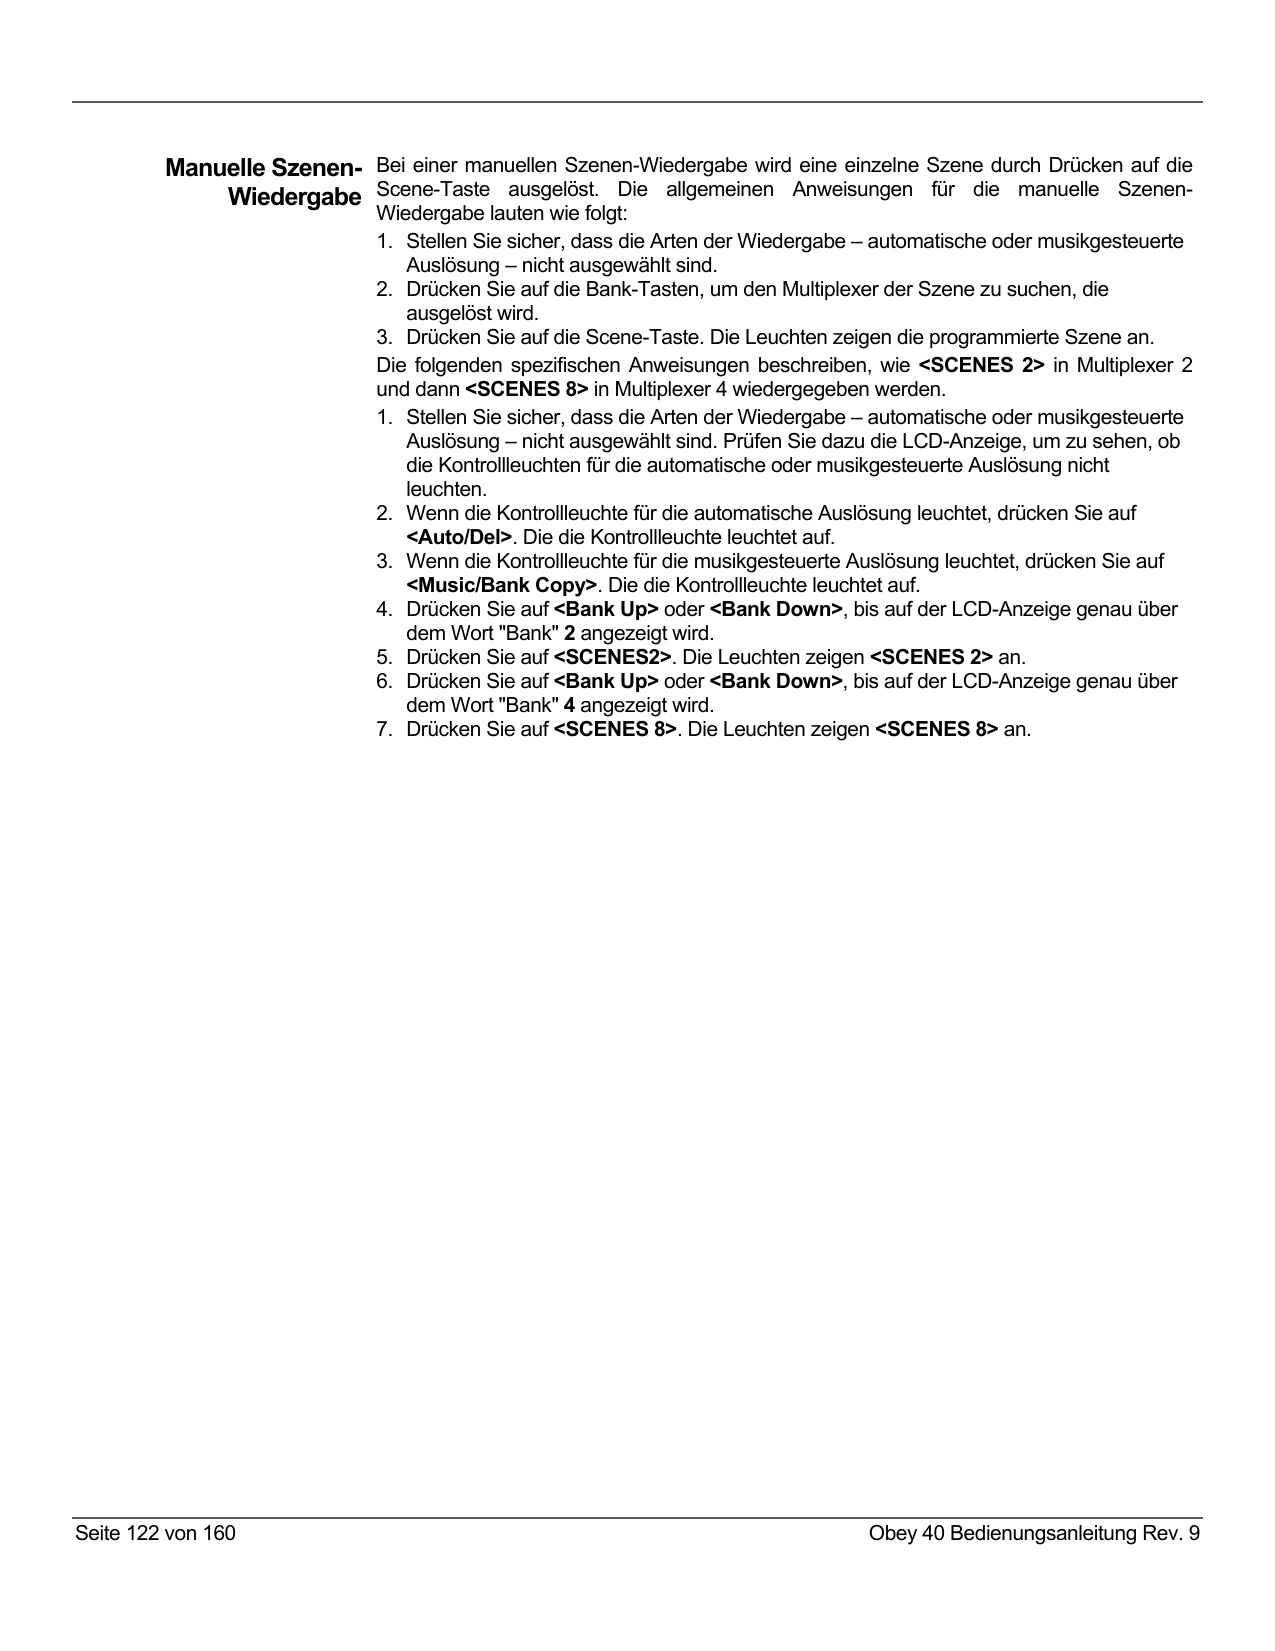 Manuelle Szenen-
Wiedergabe
Bei einer manuellen Szenen-Wiedergabe wird eine einzelne Szene durch Drücken auf die
Scene-Taste ausgelöst. Die allgemeinen Anweisungen für die manuelle Szenen-
Wiedergabe lauten wie folgt:
1. Stellen Sie sicher, dass die Arten der Wiedergabe – automatische oder musikgesteuerte
Auslösung – nicht ausgewählt sind.
2. Drücken Sie auf die Bank-Tasten, um den Multiplexer der Szene zu suchen, die
ausgelöst wird.
3. Drücken Sie auf die Scene-Taste. Die Leuchten zeigen die programmierte Szene an.
Die folgenden spezifischen Anweisungen beschreiben, wie <SCENES 2> in Multiplexer 2
und dann <SCENES 8> in Multiplexer 4 wiedergegeben werden.
1. Stellen Sie sicher, dass die Arten der Wiedergabe – automatische oder musikgesteuerte
Auslösung – nicht ausgewählt sind. Prüfen Sie dazu die LCD-Anzeige, um zu sehen, ob
die Kontrollleuchten für die automatische oder musikgesteuerte Auslösung nicht
leuchten.
2. Wenn die Kontrollleuchte für die automatische Auslösung leuchtet, drücken Sie auf
<Auto/Del>. Die die Kontrollleuchte leuchtet auf.
3. Wenn die Kontrollleuchte für die musikgesteuerte Auslösung leuchtet, drücken Sie auf
<Music/Bank Copy>. Die die Kontrollleuchte leuchtet auf.
4. Drücken Sie auf <Bank Up> oder <Bank Down>, bis auf der LCD-Anzeige genau über
dem Wort "Bank" 2 angezeigt wird.
5. Drücken Sie auf <SCENES2>. Die Leuchten zeigen <SCENES 2> an.
6. Drücken Sie auf <Bank Up> oder <Bank Down>, bis auf der LCD-Anzeige genau über
dem Wort "Bank" 4 angezeigt wird.
7. Drücken Sie auf <SCENES 8>. Die Leuchten zeigen <SCENES 8> an.
Seite 122 von 160
Obey 40 Bedienungsanleitung Rev. 9